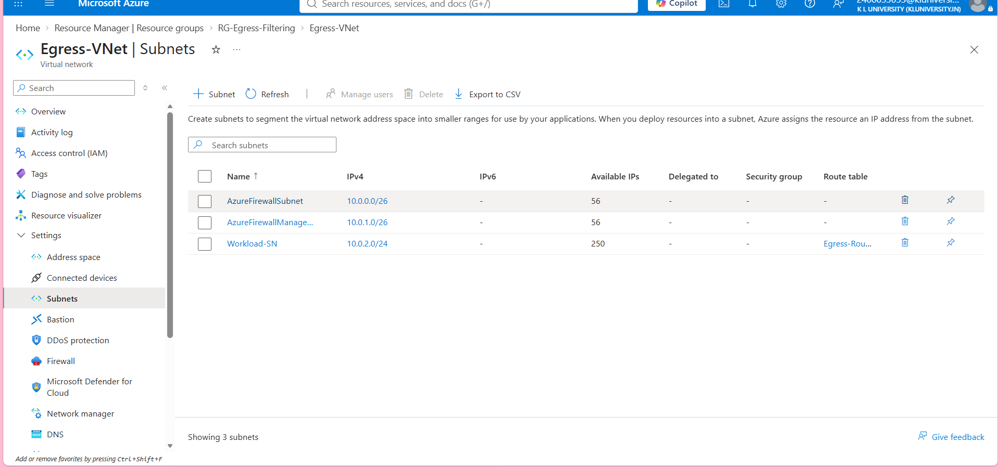 Microsoft Azure
Search resources, services, and docs (G+/)
Copilot
K L UNIVERSITY (KLUNIVERSITY.IN)
Home > Resource Manager | Resource groups > RG-Egress-Filtering > Egress-VNet
Egress-VNet | Subnets
Virtual network
Search
Overview
Activity log
Access control (IAM)
Tags
Diagnose and solve problems
Resource visualizer
Settings
Address space
Connected devices
Subnets
Bastion
DDoS protection
Firewall
Microsoft Defender for
Cloud
Network manager
DNS
Add or remove favorites by pressing Ctrl+Shift+F
Subnet Refresh | Manage users Delete Export to CSV
Create subnets to segment the virtual network address space into smaller ranges for use by your applications. When you deploy resources into a subnet, Azure assigns the resource an IP address from the subnet.
Search subnets
Name ↑ IPv4 IPv6 Available IPs Delegated to Security group Route table
AzureFirewallSubnet 10.0.0.0/26 - 56 - - -
AzureFirewallManage... 10.0.1.0/26 - 56 - - -
Workload-SN 10.0.2.0/24 - 250 - - Egress-Rou...
Showing 3 subnets
Give feedback